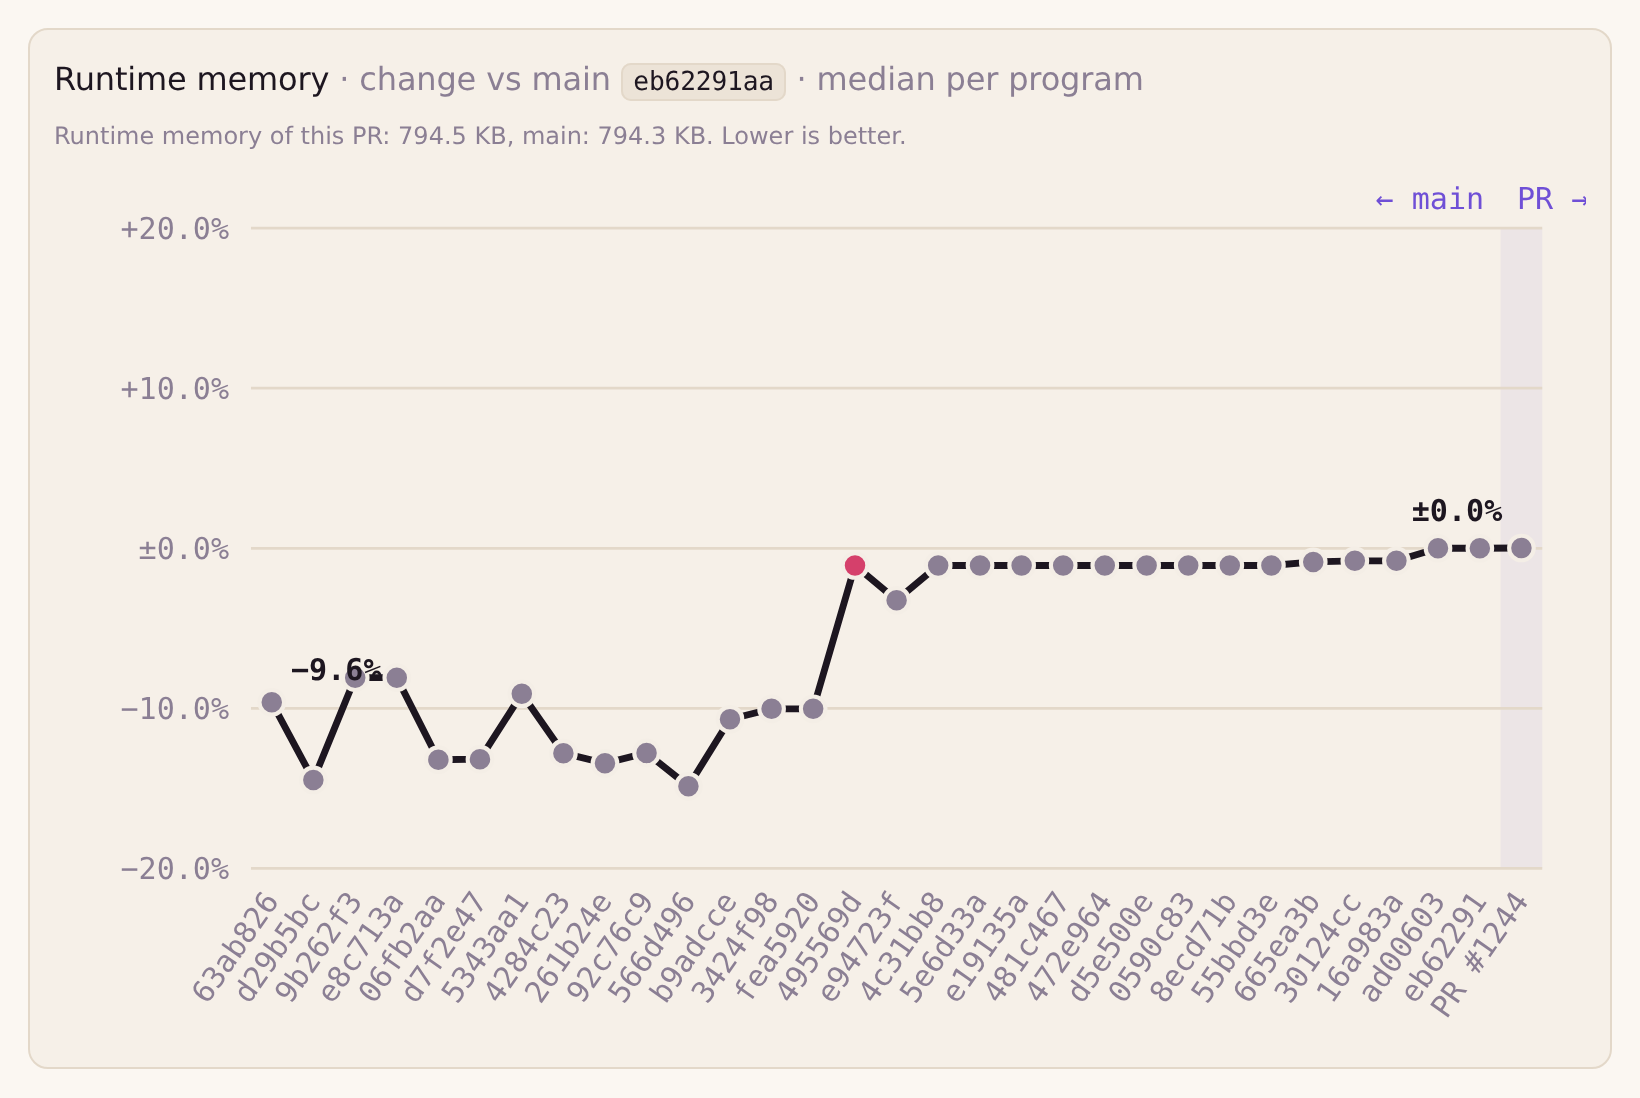 Runtime memory · change vs main eb62291aa · median per program
Runtime memory of this PR: 794.5 KB, main: 794.3 KB. Lower is better.
← main PR →
+20.0%
+10.0%
±0.0%
±0.0%
−9.6%
−10.0%
−20.0%
63ab826
d29b5bc
9b262f3
e8c713a
06fb2aa
d7f2e47
5343aa1
4284c23
261b24e
92c76c9
566d496
b9adcce
3424f98
fea5920
495569d
e94723f
4c31bb8
5e6d33a
e19135a
481c467
472e964
d5e500e
0590c83
8ecd71b
55bbd3e
665ea3b
30124cc
16a983a
ad00603
eb62291
PR #1244